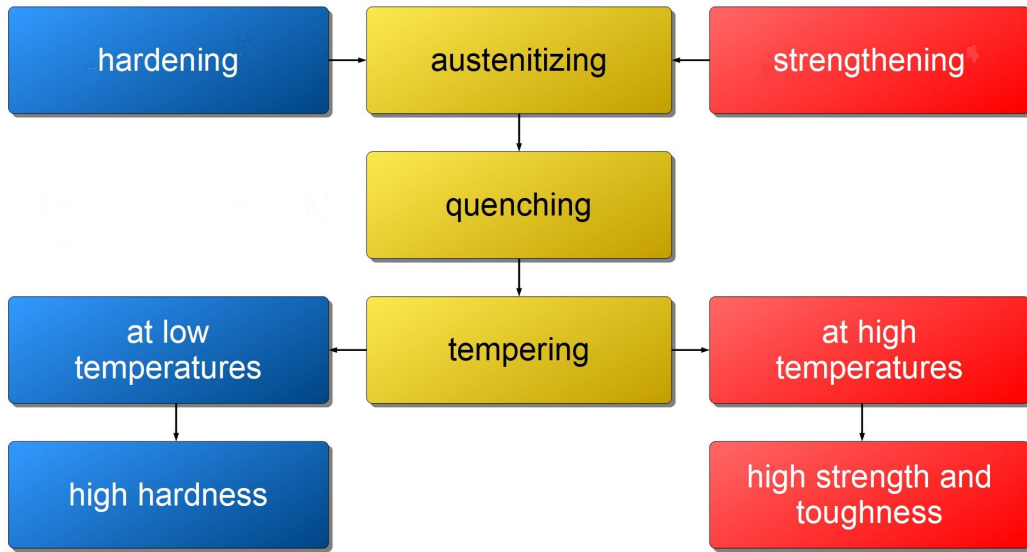 hardening
austenitizing
strengthening
quenching
at low
temperatures
tempering
at high
temperatures
high hardness
high strength and
toughness